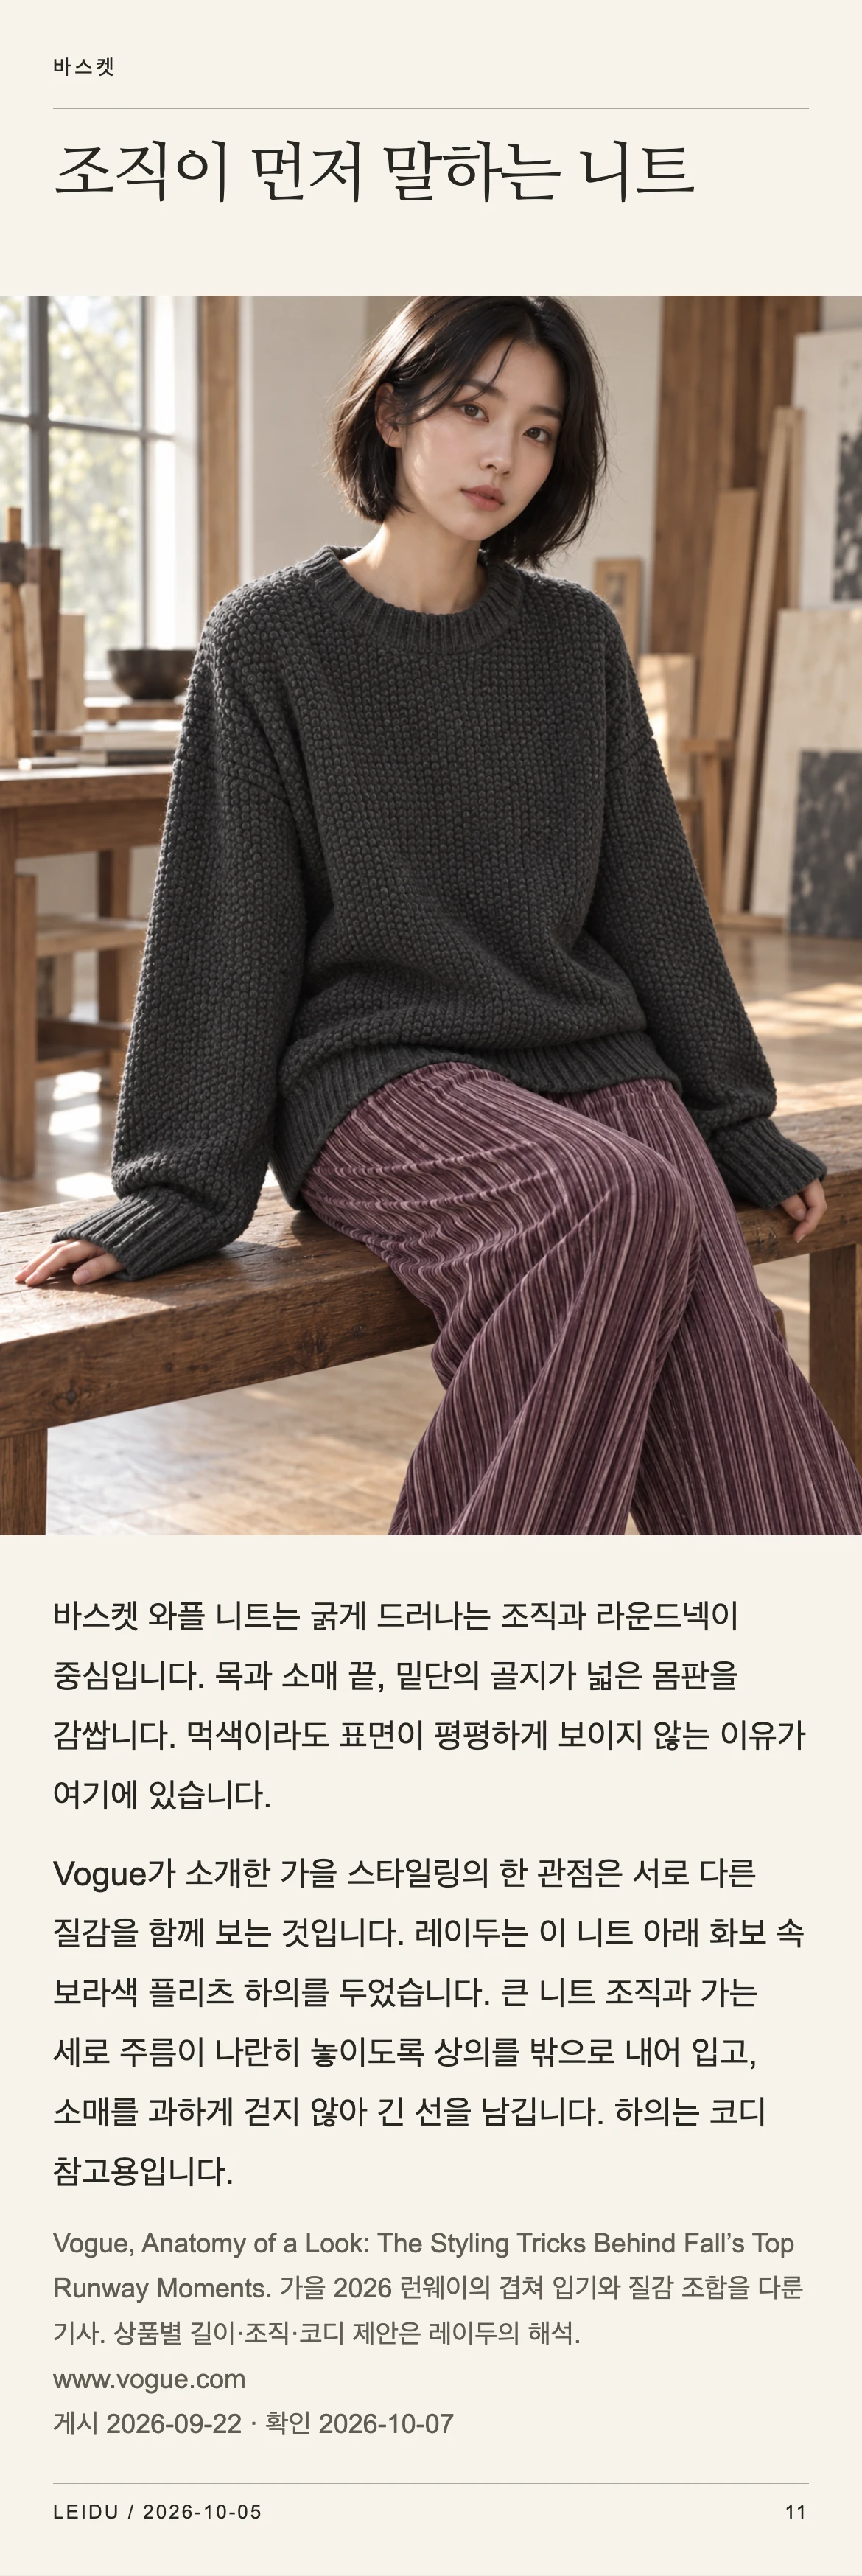 바스켓
조직이 먼저 말하는 니트
바스켓 와플 니트는 굵게 드러나는 조직과 라운드넥이
중심입니다. 목과 소매 끝, 밑단의 골지가 넓은 몸판을
감쌉니다. 먹색이라도 표면이 평평하게 보이지 않는 이유가
여기에 있습니다.
Vogue가 소개한 가을 스타일링의 한 관점은 서로 다른
질감을 함께 보는 것입니다. 레이두는 이 니트 아래 화보 속
보라색 플리츠 하의를 두었습니다. 큰 니트 조직과 가는
세로 주름이 나란히 놓이도록 상의를 밖으로 내어 입고,
소매를 과하게 걷지 않아 긴 선을 남깁니다. 하의는 코디
참고용입니다.
Vogue, Anatomy of a Look: The Styling Tricks Behind Fall’s Top
Runway Moments. 가을 2026 런웨이의 겹쳐 입기와 질감 조합을 다룬
기사. 상품별 길이·조직·코디 제안은 레이두의 해석.
www.vogue.com
게시 2026-09-22 · 확인 2026-10-07
LEIDU / 2026-10-05
11